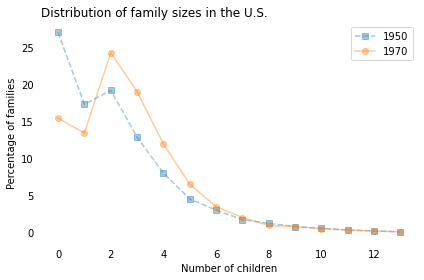 Distribution of family sizes in the U.S.
1950
1970
25
20
15
10
5
0
Percentage of families
0 2 4 6 8 10 12
Number of children